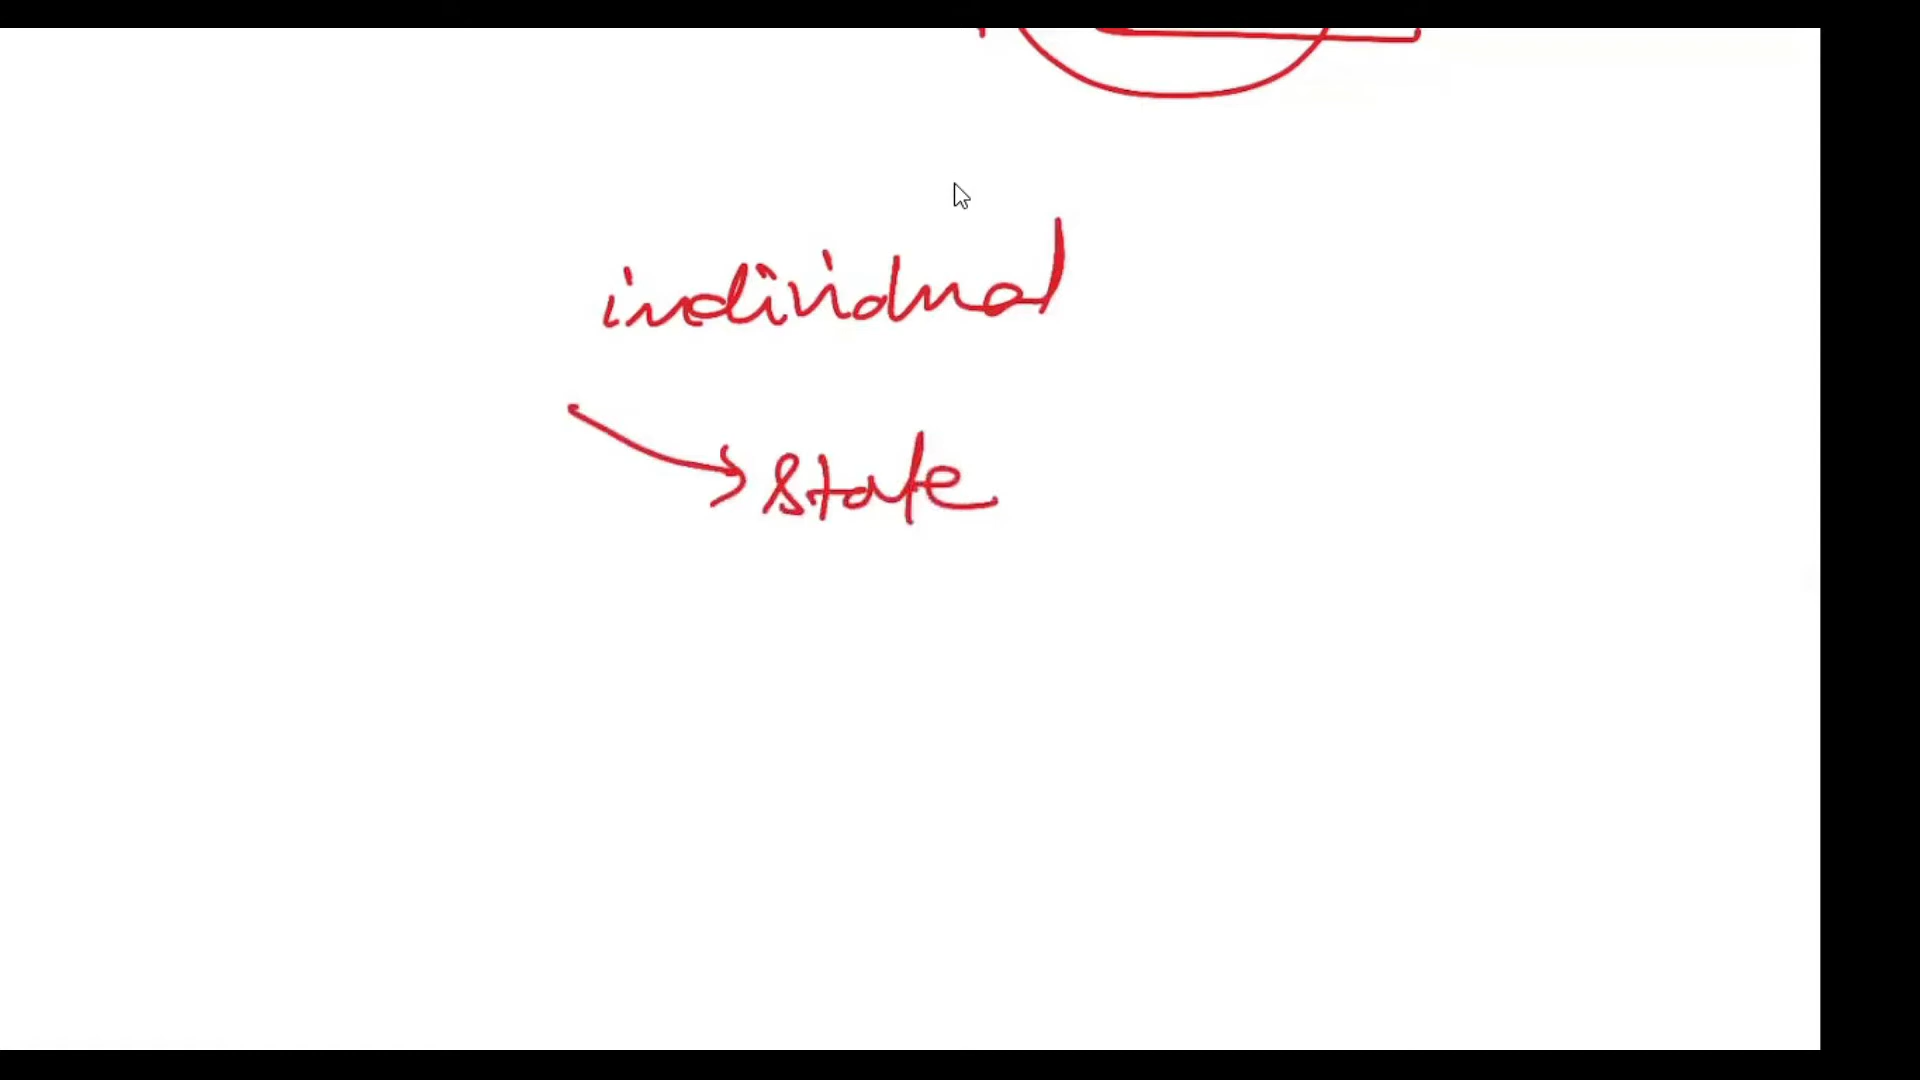 individual
→ state